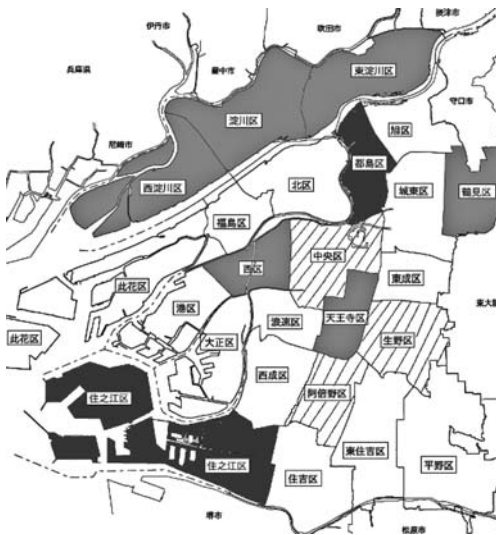 摂津市
伊丹市
吹田市
豊中市
兵庫県
東淀川区
守口市
淀川区
旭区
尼崎市
都島区
西淀川区
北区
城東区
鶴見区
福島区
中央区
西区
東成区
此花区
港区
東大阪
此花区
大正区
浪速区
天王寺区
生野区
西成区
阿倍野区
住之江区
東住吉区
住之江区
住吉区
平野区
堺市
松原市